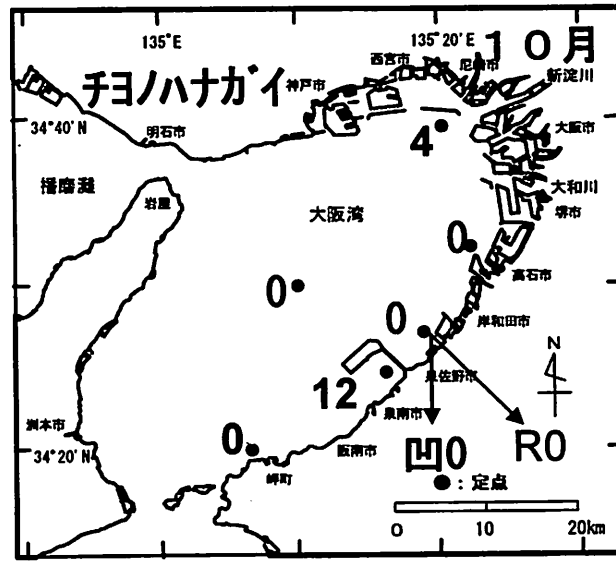 135°E
135°20'E
10月
西宮市
尼崎市
新淀川
チヨノハナガイ
神戸市
34°40'N
明石市
4
大阪市
播磨灘
岩屋
大阪湾
大和川
堺市
0
高石市
0
0
岸和田市
N
12
泉佐野市
泉南市
洲本市
0
阪南市
凹0
R0
34°20'N
岬町
●：定点
0 10 20km